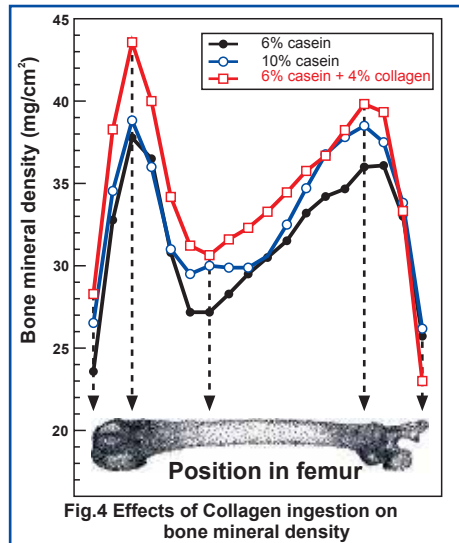 45
40
35
30
25
20
Bone mineral density (mg/cm²)
6% casein
10% casein
6% casein + 4% collagen
Position in femur
Fig.4 Effects of Collagen ingestion on
bone mineral density